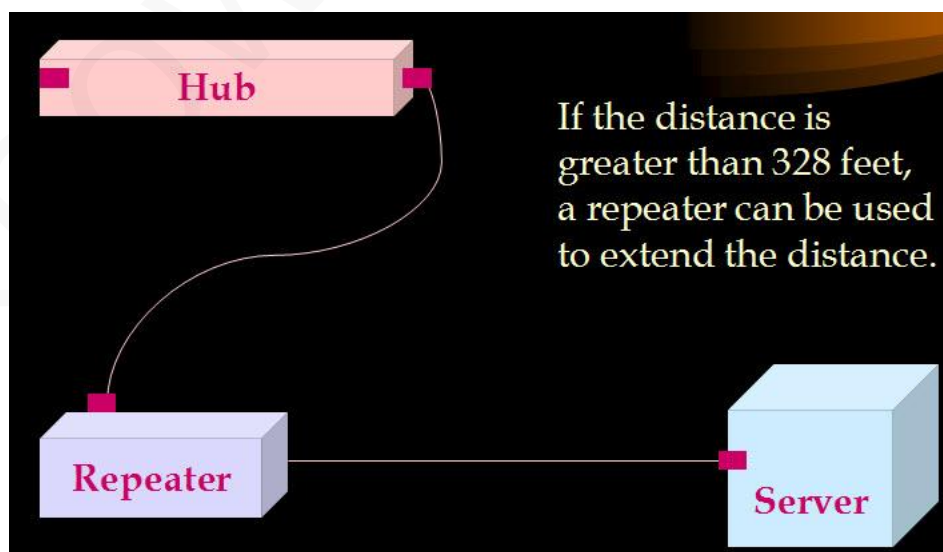 Hub
If the distance is
greater than 328 feet,
a repeater can be used
to extend the distance.
Repeater
Server